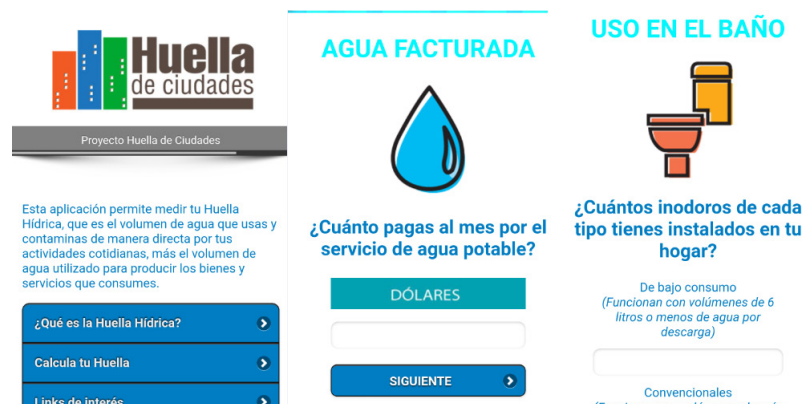 Huella
de ciudades
Proyecto Huella de Ciudades
Esta aplicación permite medir tu Huella
Hídrica, que es el volumen de agua que usas y
contaminas de manera directa por tus
actividades cotidianas, más el volumen de
agua utilizado para producir los bienes y
servicios que consumes.
¿Qué es la Huella Hídrica?
Calcula tu Huella
Links de interés
AGUA FACTURADA
¿Cuánto pagas al mes por el
servicio de agua potable?
DÓLARES
SIGUIENTE
USO EN EL BAÑO
¿Cuántos inodoros de cada
tipo tienes instalados en tu
hogar?
De bajo consumo
(Funcionan con volúmenes de 6
litros o menos de agua por
descarga)
Convencionales